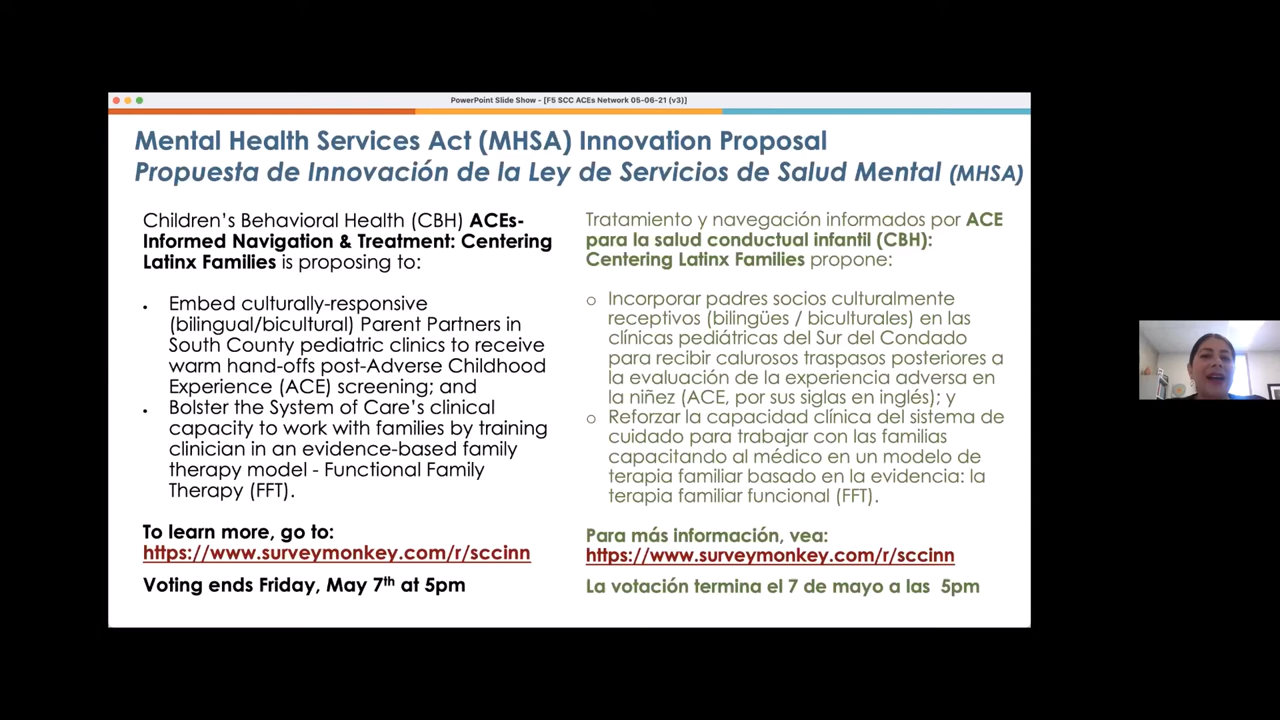 PowerPoint Slide Show - [F5 SCC ACEs Network 05-06-21 (v3)]
Mental Health Services Act (MHSA) Innovation Proposal
Propuesta de Innovación de la Ley de Servicios de Salud Mental (MHSA)
Children's Behavioral Health (CBH) ACEs-
Informed Navigation & Treatment: Centering
Latinx Families is proposing to:
• Embed culturally-responsive
(bilingual/bicultural) Parent Partners in
South County pediatric clinics to receive
warm hand-offs post-Adverse Childhood
Experience (ACE) screening; and
• Bolster the System of Care's clinical
capacity to work with families by training
clinician in an evidence-based family
therapy model - Functional Family
Therapy (FFT).
To learn more, go to:
https://www.surveymonkey.com/r/sccinn
Voting ends Friday, May 7th at 5pm
Tratamiento y navegación informados por ACE
para la salud conductual infantil (CBH):
Centering Latinx Families propone:
o Incorporar padres socios culturalmente
receptivos (bilingües / biculturales) en las
clínicas pediátricas del Sur del Condado
para recibir calurosos traspasos posteriores a
la evaluación de la experiencia adversa en
la niñez (ACE, por sus siglas en inglés); y
o Reforzar la capacidad clínica del sistema de
cuidado para trabajar con las familias
capacitando al médico en un modelo de
terapia familiar basado en la evidencia: la
terapia familiar funcional (FFT).
Para más información, vea:
https://www.surveymonkey.com/r/sccinn
La votación termina el 7 de mayo a las 5pm